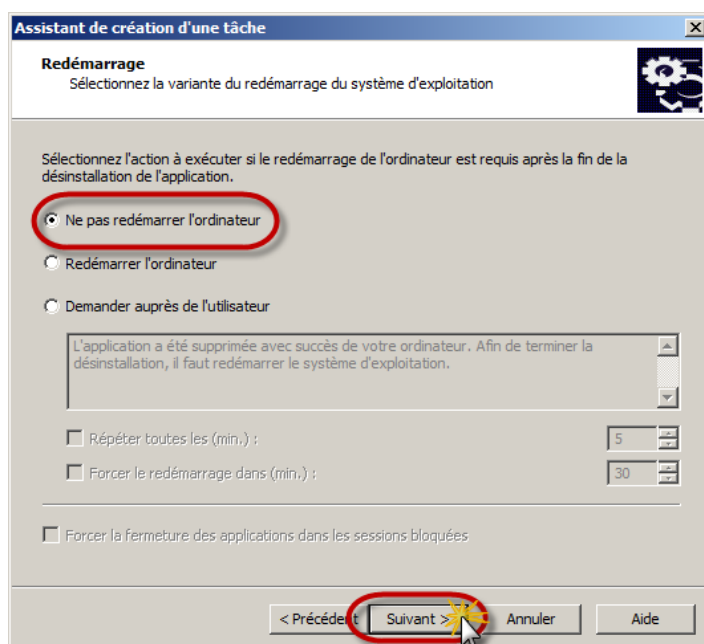 Assistant de création d'une tâche
Redémarrage
Sélectionnez la variante du redémarrage du système d'exploitation
Sélectionnez l'action à exécuter si le redémarrage de l'ordinateur est requis après la fin de la
désinstallation de l'application.
Ne pas redémarrer l'ordinateur
Redémarrer l'ordinateur
Demander auprès de l'utilisateur
L'application a été supprimée avec succès de votre ordinateur. Afin de terminer la
désinstallation, il faut redémarrer le système d'exploitation.
Répéter toutes les (min.) : 5
Forcer le redémarrage dans (min.) : 30
Forcer la fermeture des applications dans les sessions bloquées
< Précédent Suivant > Annuler Aide